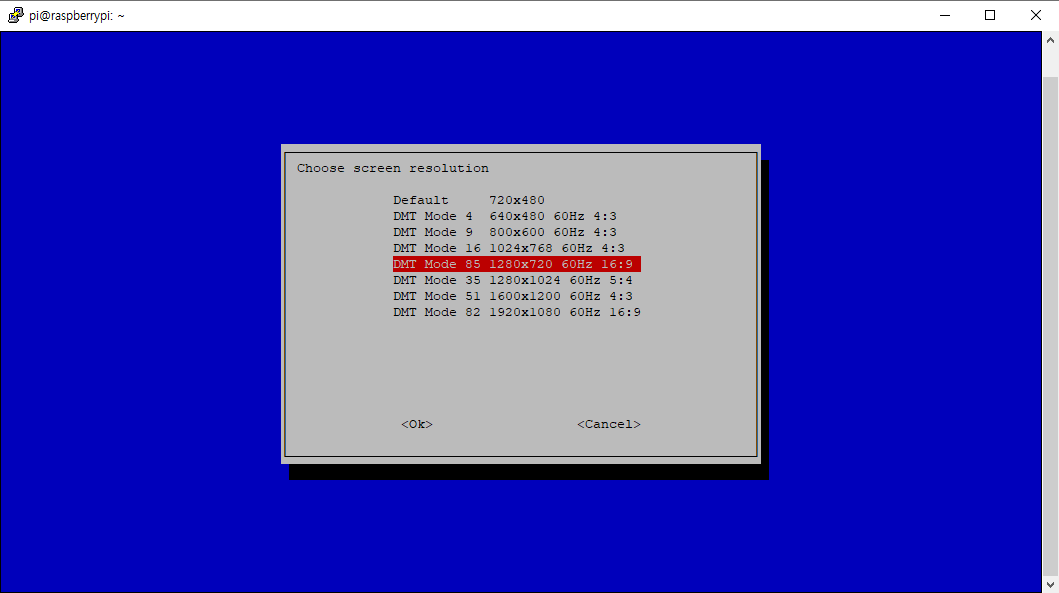 pi@raspberrypi: ~
Choose screen resolution
Default 720x480
DMT Mode 4 640x480 60Hz 4:3
DMT Mode 9 800x600 60Hz 4:3
DMT Mode 16 1024x768 60Hz 4:3
DMT Mode 85 1280x720 60Hz 16:9
DMT Mode 35 1280x1024 60Hz 5:4
DMT Mode 51 1600x1200 60Hz 4:3
DMT Mode 82 1920x1080 60Hz 16:9
<Ok> <Cancel>